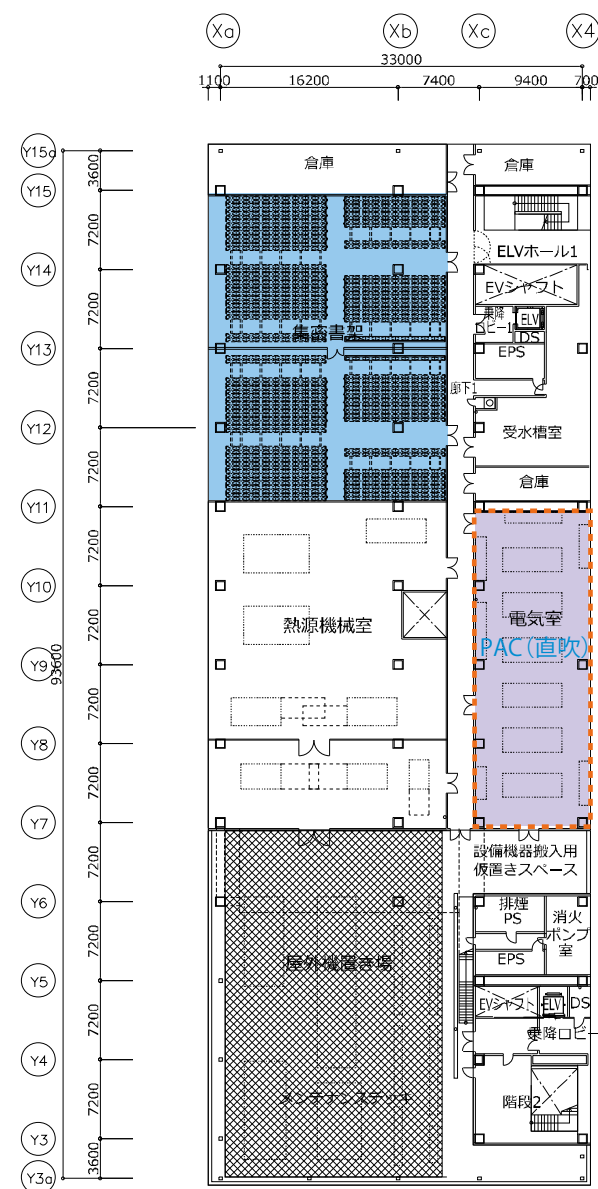 Xa
Xb
Xc
X4
33000
1100
16200
7400
9400
700
Y15a
3600
倉庫
倉庫
Y15
7200
ELVホール1
Y14
EVシャフト
7200
乗降
ロビー1
ELV
DS
集密書架
Y13
EPS
7200
廊下1
Y12
受水槽室
7200
倉庫
Y11
7200
Y10
電気室
熱源機械室
7200
PAC(直吹)
Y9
93600
7200
Y8
7200
Y7
設備機器搬入用
仮置きスペース
7200
Y6
排煙
PS
消火
ポンプ
室
7200
EPS
屋外機置き場
Y5
EVシャフト
ELV
DS
7200
乗降ロビー
Y4
メンテナンスデッキ
階段2
7200
Y3
3600
Y3a